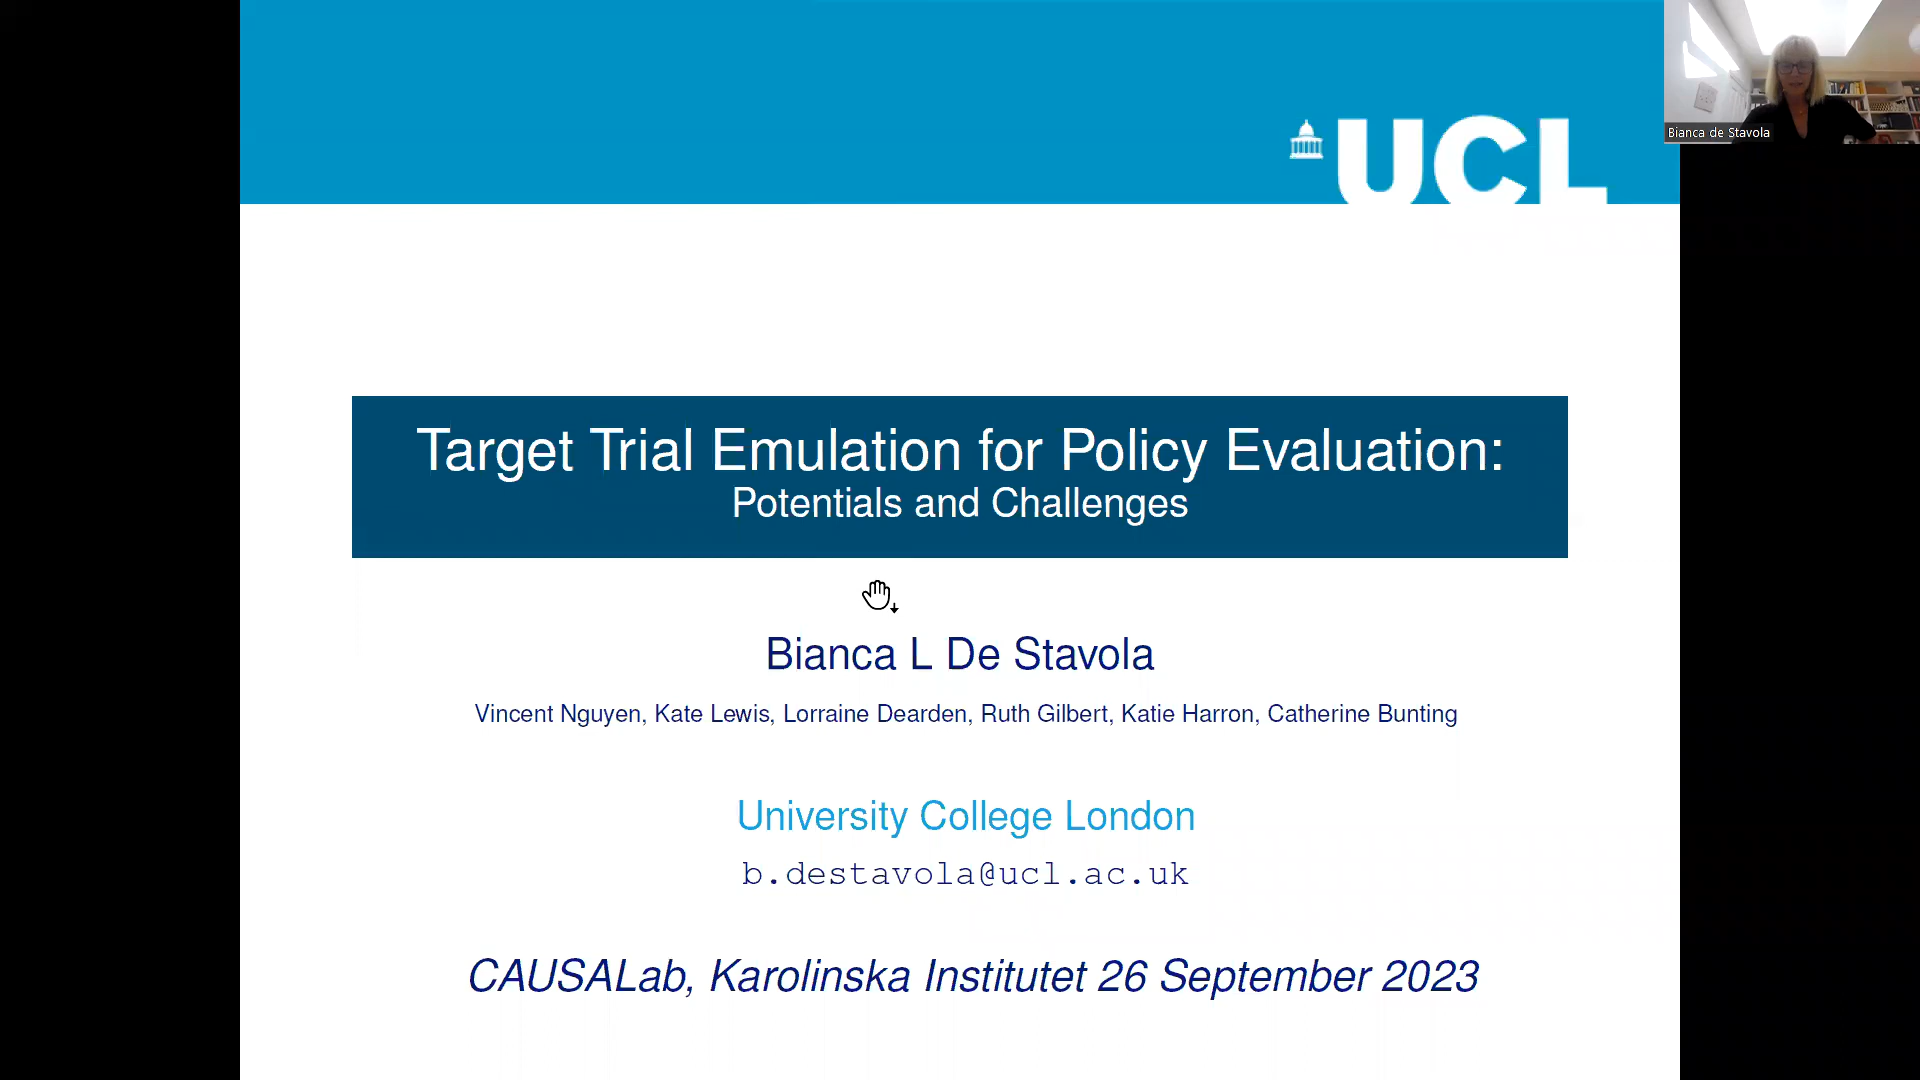 UCL
Bianca de Stavola
Target Trial Emulation for Policy Evaluation:
Potentials and Challenges
Bianca L De Stavola
Vincent Nguyen, Kate Lewis, Lorraine Dearden, Ruth Gilbert, Katie Harron, Catherine Bunting
University College London
b.destavola@ucl.ac.uk
CAUSALab, Karolinska Institutet 26 September 2023